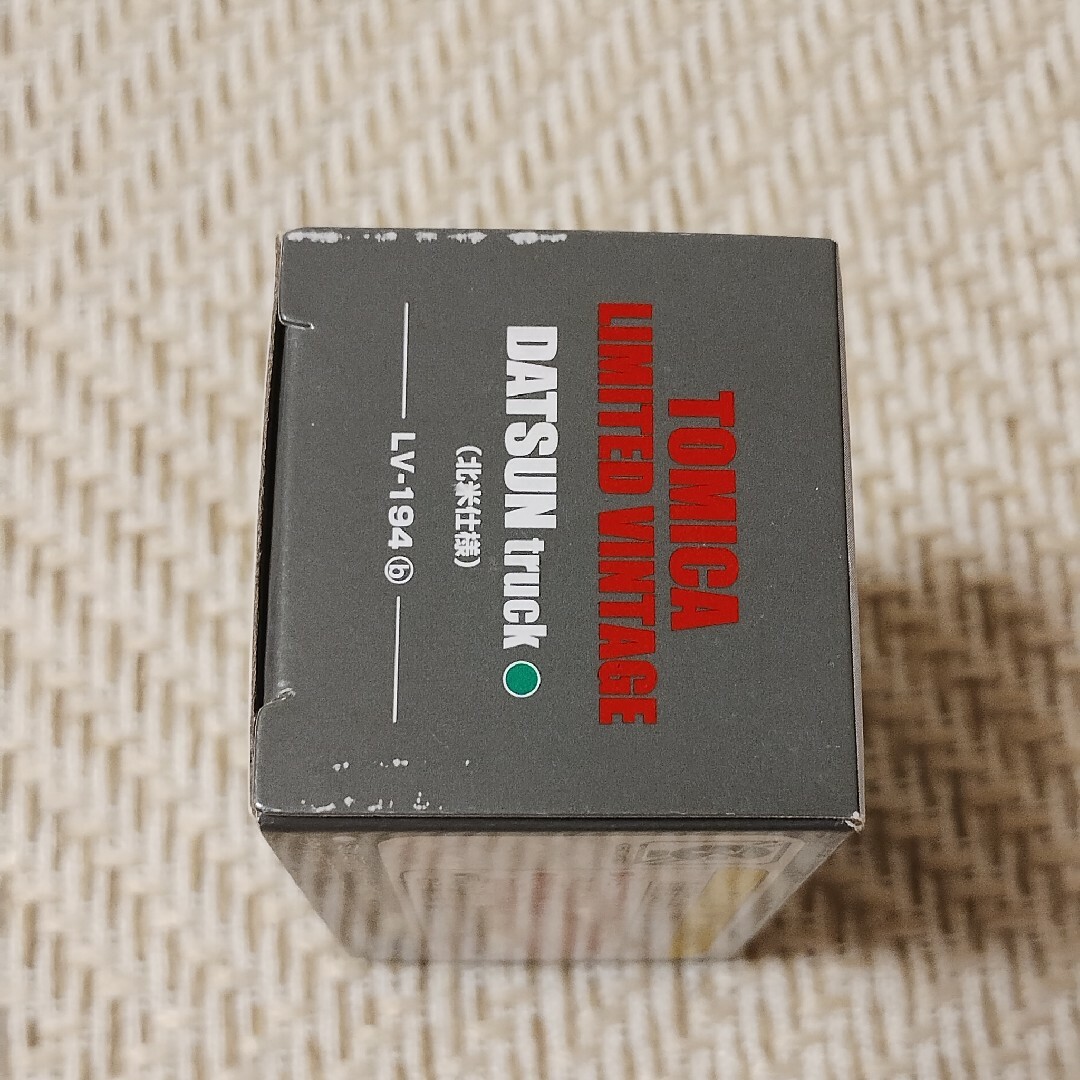 TOMICA
LIMITED VINTAGE
DATSUN truck
(北米仕様)
LV-194 ⓑ